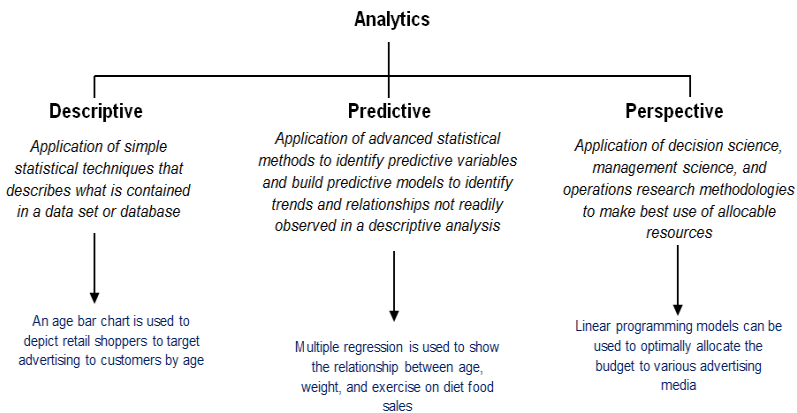 Analytics
Descriptive
Application of simple
statistical techniques that
describes what is contained
in a data set or database
An age bar chart is used to
depict retail shoppers to target
advertising to customers by age
Predictive
Application of advanced statistical
methods to identify predictive variables
and build predictive models to identify
trends and relationships not readily
observed in a descriptive analysis
Multiple regression is used to show
the relationship between age,
weight, and exercise on diet food
sales
Perspective
Application of decision science,
management science, and
operations research methodologies
to make best use of allocable
resources
Linear programming models can be
used to optimally allocate the
budget to various advertising
media